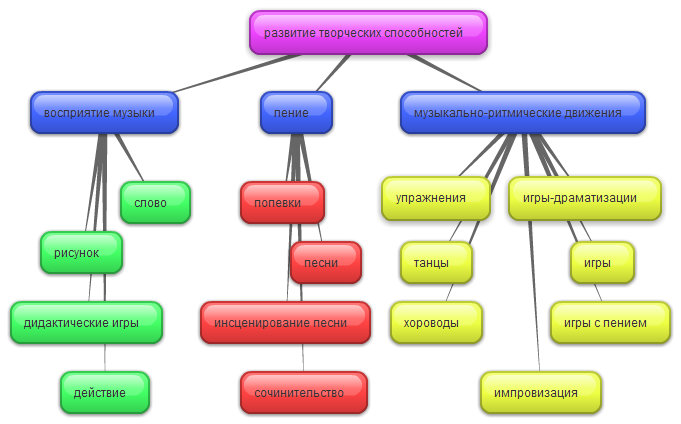 развитие творческих способностей
восприятие музыки
ление
музыкально-ритмические движения
слово
рисунок
дидактические игры
действие
попевки
песни
инсценирование песни
сочинительство
упражнения
игры-драматизации
танцы
игры
хороводы
игры с пением
импровизация